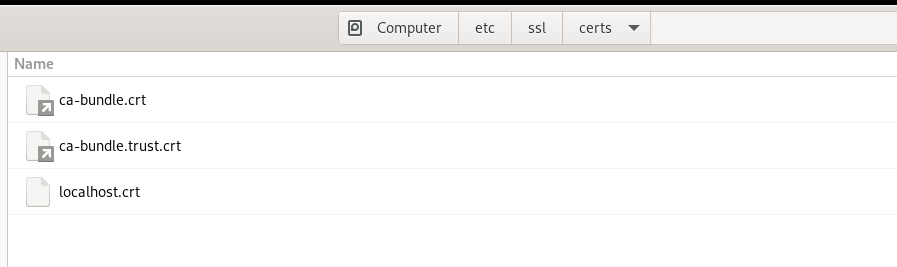 Computer etc ssl certs
Name
ca-bundle.crt
ca-bundle.trust.crt
localhost.crt